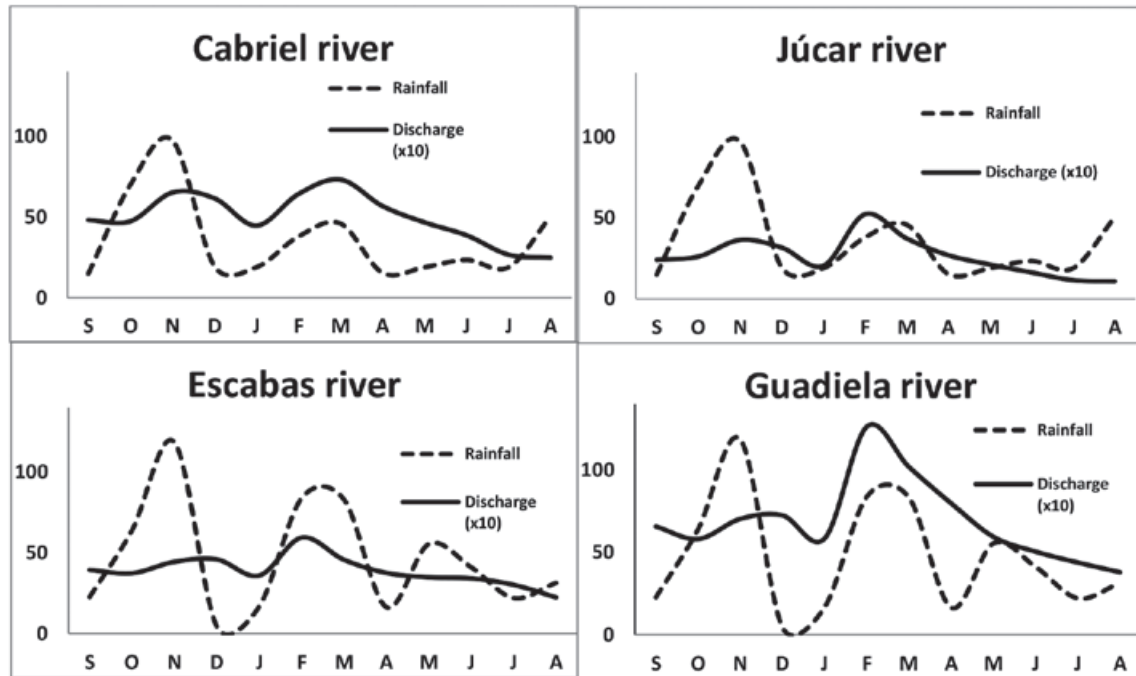 Cabriel river
Rainfall
Discharge
(x10)
100
50
0
S O N D J F M A M J J A
Júcar river
Rainfall
Discharge (x10)
100
50
0
S O N D J F M A M J J A
Escabas river
Rainfall
Discharge
(x10)
100
50
0
S O N D J F M A M J J A
Guadiela river
Rainfall
Discharge
(x10)
100
50
0
S O N D J F M A M J J A